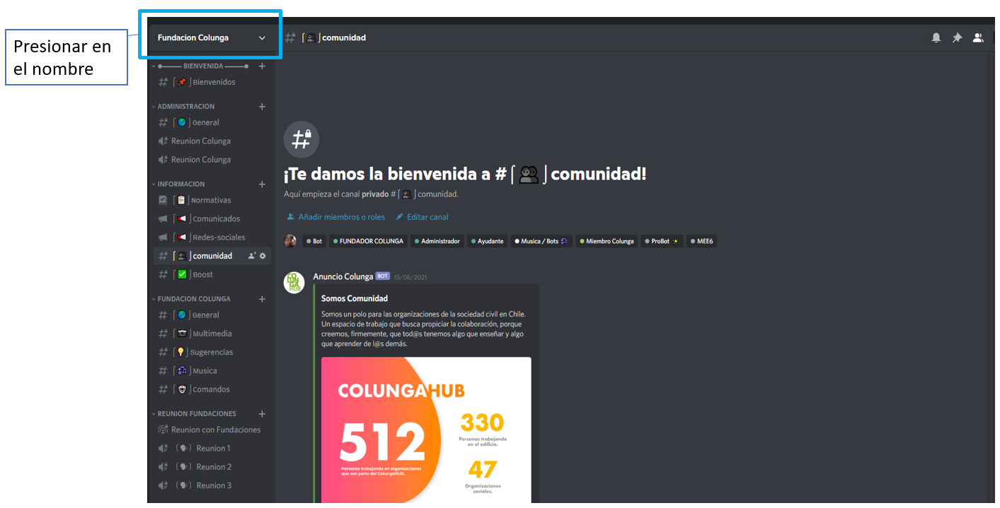 Presionar en
el nombre
Fundacion Colunga
comunidad
BIENVENIDA
Bienvenidos
ADMINISTRACION
General
Reunion Colunga
Reunion Colunga
INFORMACION
Normativas
Comunicados
Redes-sociales
comunidad
Boost
FUNDACION COLUNGA
General
Multimedia
Sugerencias
Musica
Comandos
REUNION FUNDACIONES
Reunion con Fundaciones
Reunion 1
Reunion 2
Reunion 3
¡Te damos la bienvenida a #[👥]comunidad!
Aquí empieza el canal privado #[👥]comunidad.
Añadir miembros o roles Editar canal
Bot FUNDADOR COLUNGA Administrador Ayudante Musica / Bots Miembro Colunga ProBot MEE6
Anuncio Colunga BOT 15/06/2021
Somos Comunidad
Somos un polo para las organizaciones de la sociedad civil en Chile.
Un espacio de trabajo que busca propiciar la colaboración, porque
creemos, firmemente, que tod@s tenemos algo que enseñar y algo
que aprender de l@s demás.
COLUNGAHUB
512
Personas trabajando en organizaciones
que son parte del ColungaHUB.
330
Personas trabajando
en el edificio.
47
Organizaciones
sociales.